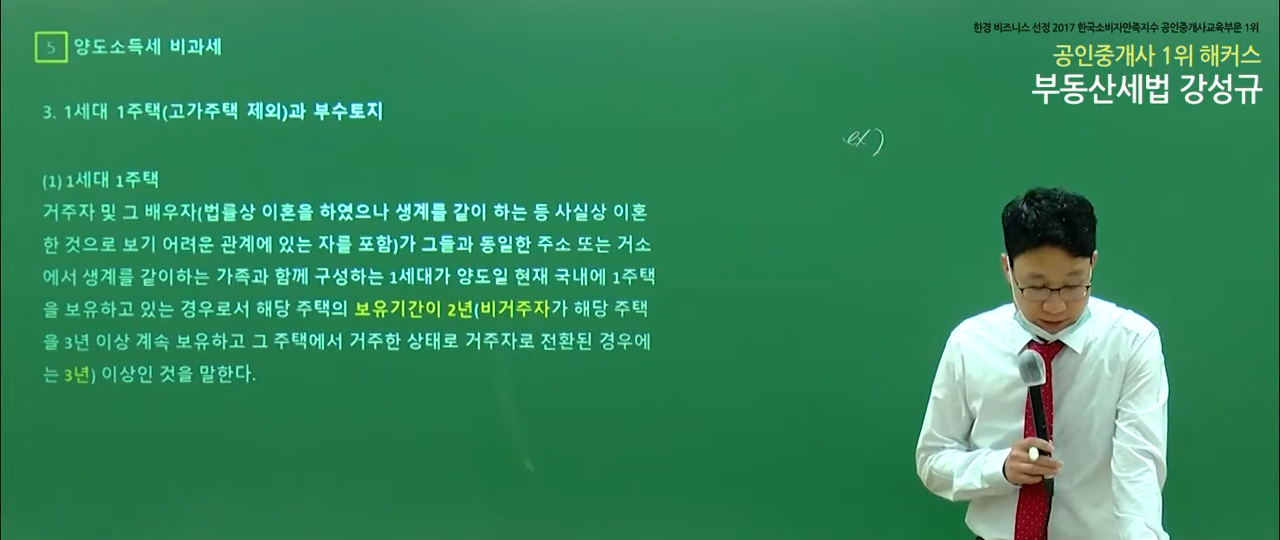 한경 비즈니스 선정 2017 한국소비자만족지수 공인중개사교육부문 1위
공인중개사 1위 해커스
부동산세법 강성규
5 양도소득세 비과세
3. 1세대 1주택(고가주택 제외)과 부수토지
(1) 1세대 1주택
거주자 및 그 배우자(법률상 이혼을 하였으나 생계를 같이 하는 등 사실상 이혼
한 것으로 보기 어려운 관계에 있는 자를 포함)가 그들과 동일한 주소 또는 거소
에서 생계를 같이하는 가족과 함께 구성하는 1세대가 양도일 현재 국내에 1주택
을 보유하고 있는 경우로서 해당 주택의 보유기간이 2년(비거주자가 해당 주택
을 3년 이상 계속 보유하고 그 주택에서 거주한 상태로 거주자로 전환된 경우에
는 3년) 이상인 것을 말한다.
ex)